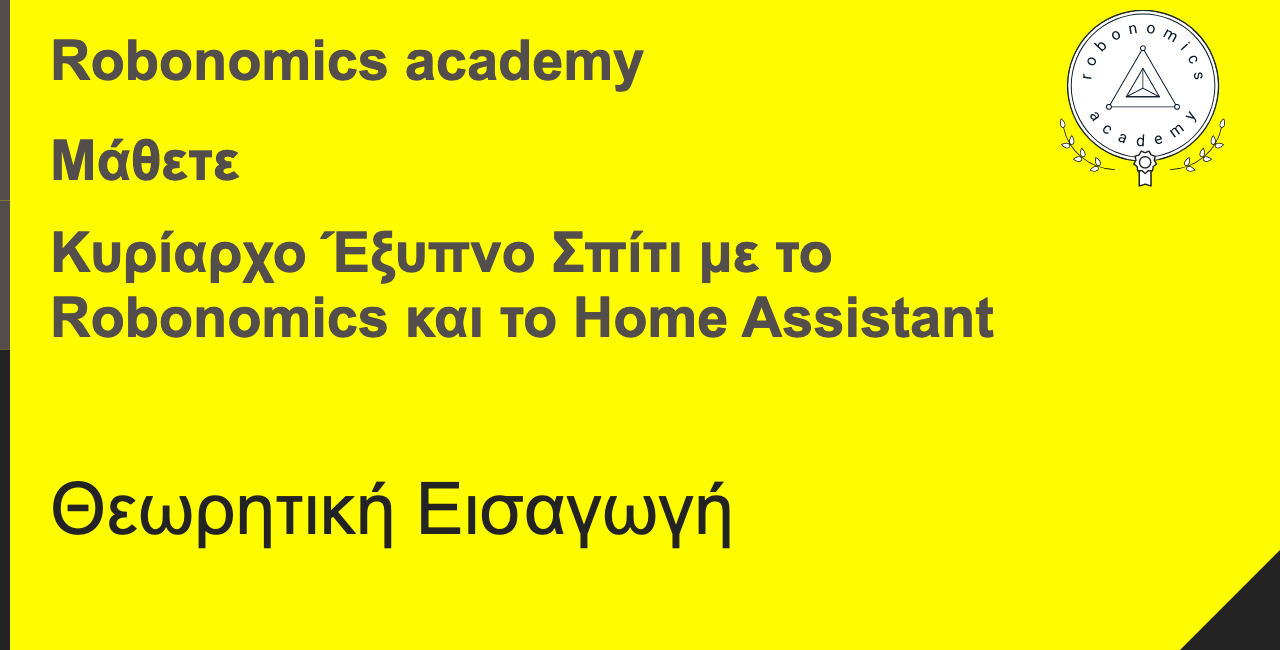 Robonomics academy
robonomics
academy
Μάθετε
Κυρίαρχο Έξυπνο Σπίτι με το
Robonomics και το Home Assistant
Θεωρητική Εισαγωγή